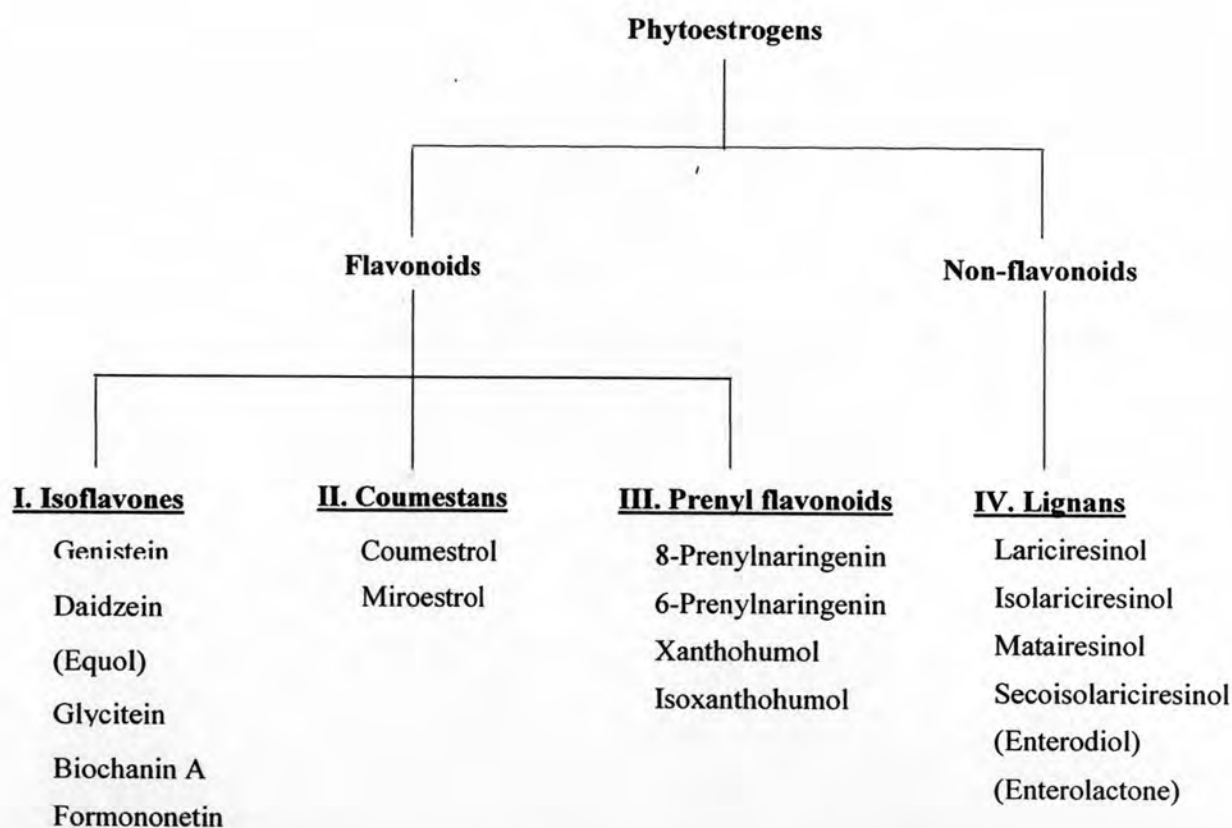 Phytoestrogens
Flavonoids
Non-flavonoids
I. Isoflavones
Genistein
Daidzein
(Equol)
Glycitein
Biochanin A
Formononetin
II. Coumestans
Coumestrol
Miroestrol
III. Prenyl flavonoids
8-Prenylnaringenin
6-Prenylnaringenin
Xanthohumol
Isoxanthohumol
IV. Lignans
Lariciresinol
Isolariciresinol
Matairesinol
Secoisolariciresinol
(Enterodiol)
(Enterolactone)